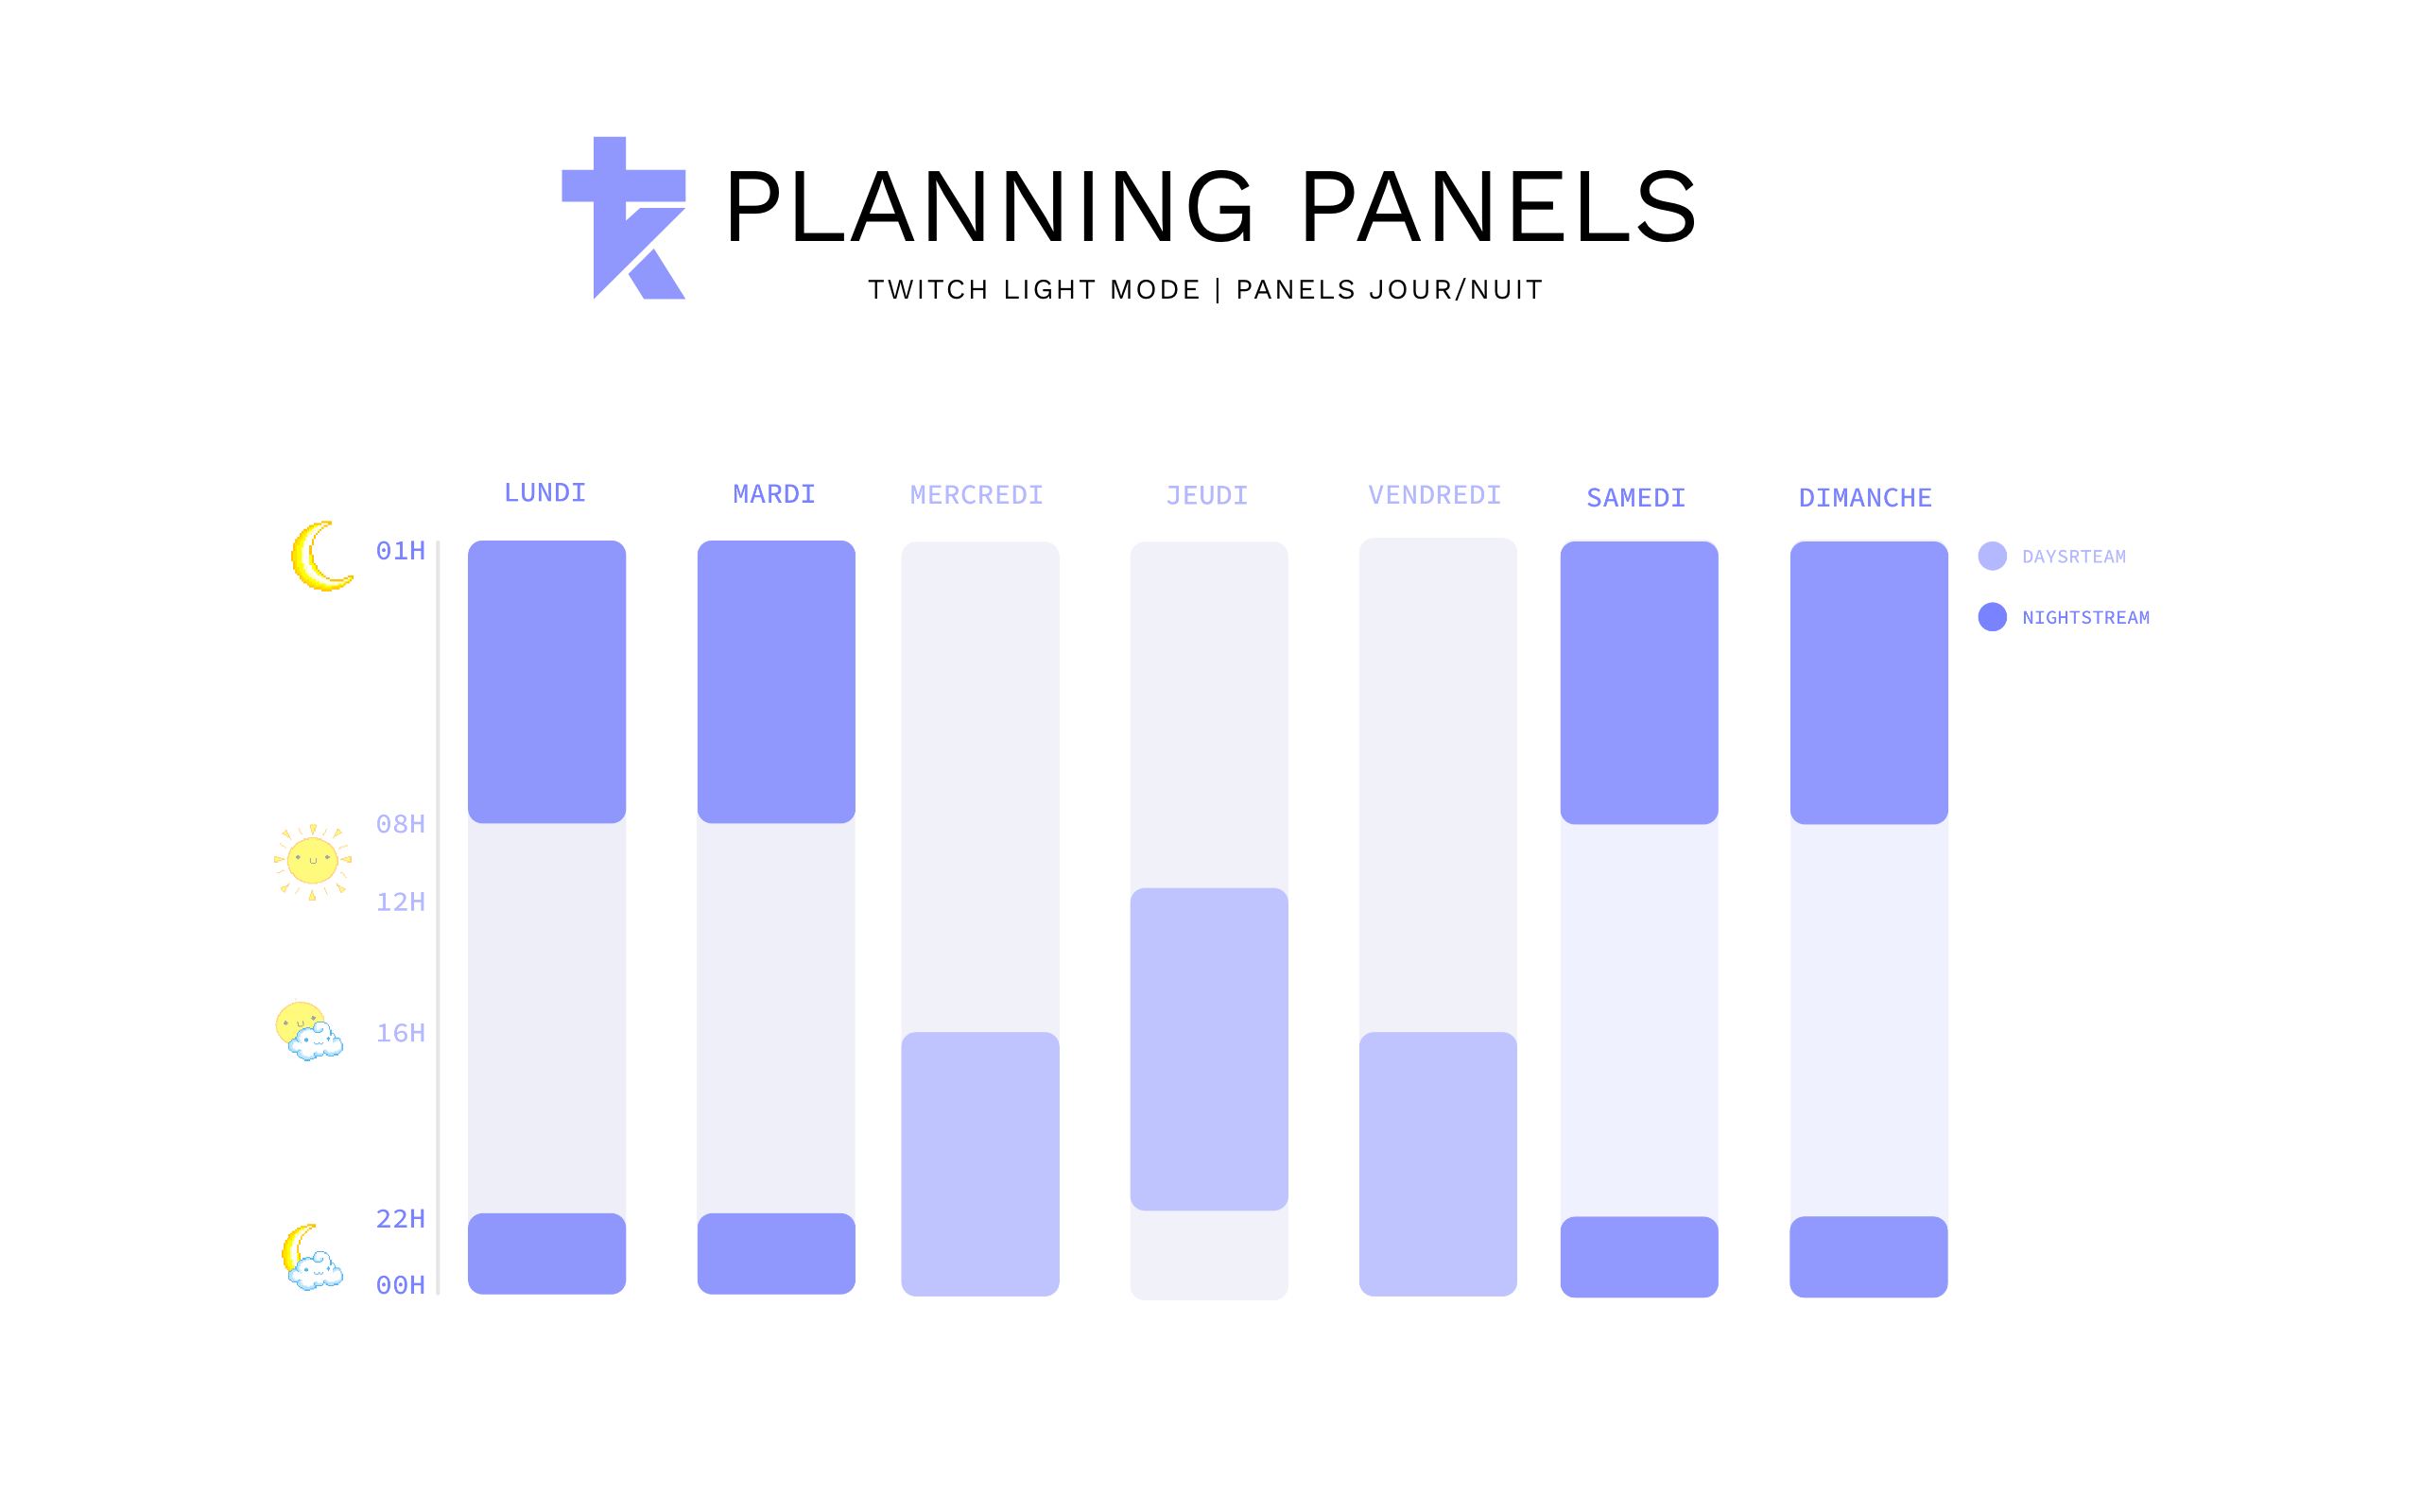 PLANNING PANELS
TWITCH LIGHT MODE | PANELS JOUR/NUIT
LUNDI MARDI MERCREDI JEUDI VENDREDI SAMEDI DIMANCHE
01H
DAYSRTEAM
NIGHTSTREAM
08H
12H
16H
22H
00H